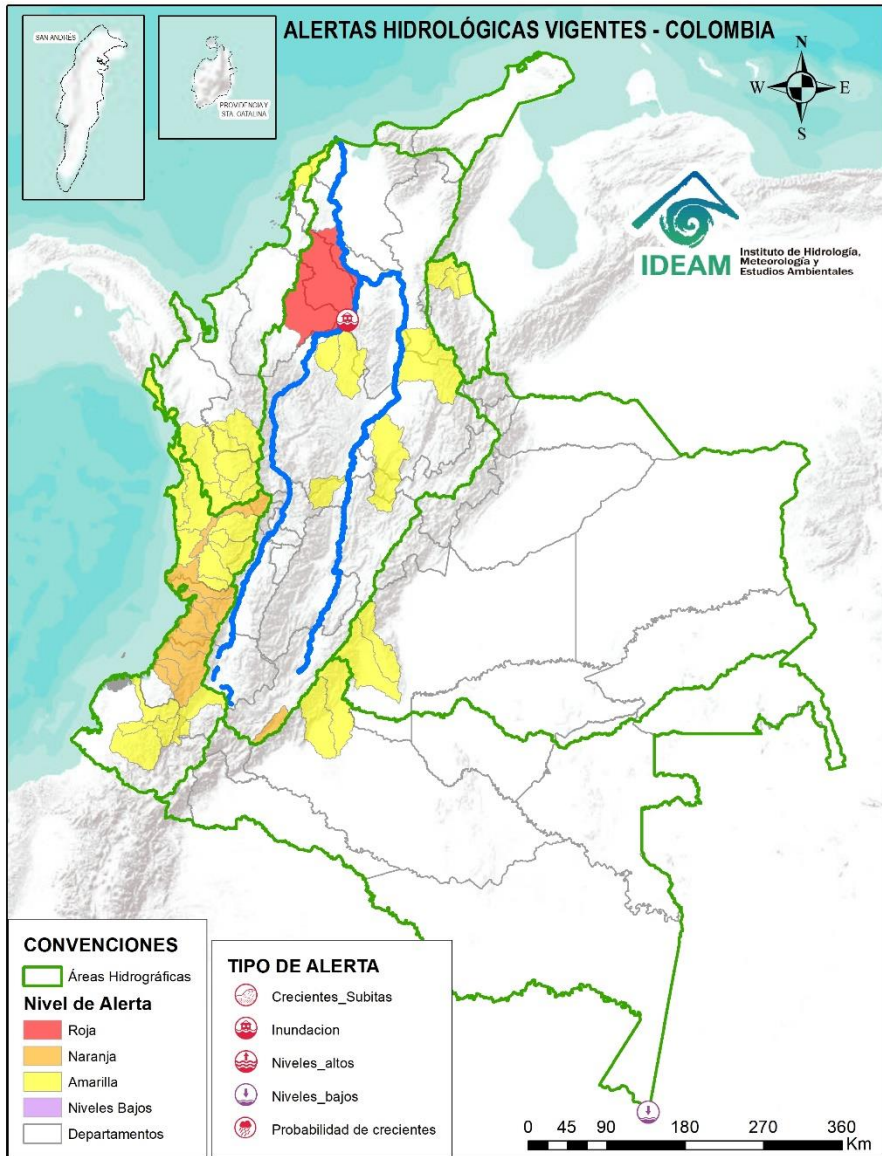 ALERTAS HIDROLÓGICAS VIGENTES - COLOMBIA
SAN ANDRÉS
PROVIDENCIA Y
STA. CATALINA
N
W
E
S
IDEAM
Instituto de Hidrología,
Meteorología y
Estudios Ambientales
CONVENCIONES
Áreas Hidrográficas
Nivel de Alerta
Roja
Naranja
Amarilla
Niveles Bajos
Departamentos
TIPO DE ALERTA
Crecientes_Subitas
Inundacion
Niveles_altos
Niveles_bajos
Probabilidad de crecientes
0 45 90 180 270 360
Km